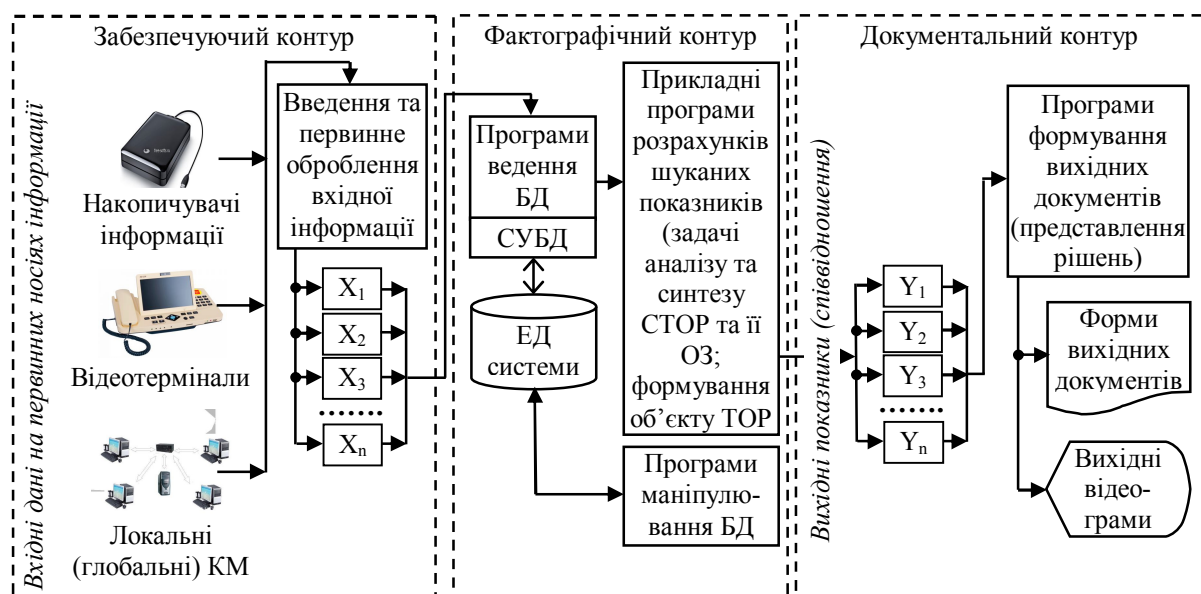 Забезпечуючий контур
Вхідні дані на первинних носіях інформації
Накопичувачі
інформації
Відеотермінали
Локальні
(глобальні) КМ
Введення та
первинне
оброблення
вхідної
інформації
X1
X2
X3
Xn
Фактографічний контур
Програми
ведення
БД
СУБД
ЕД
системи
Прикладні
програми
розрахунків
шуканих
показників
(задачі
аналізу та
синтезу
СТОР та її
ОЗ;
формування
об’єкту ТОР
Програми
маніпулю-
вання БД
Документальний контур
Вихідні показники (співвідношення)
Y1
Y2
Y3
Yn
Програми
формування
вихідних
документів
(представлення
рішень)
Форми
вихідних
документів
Вихідні
відео-
грами